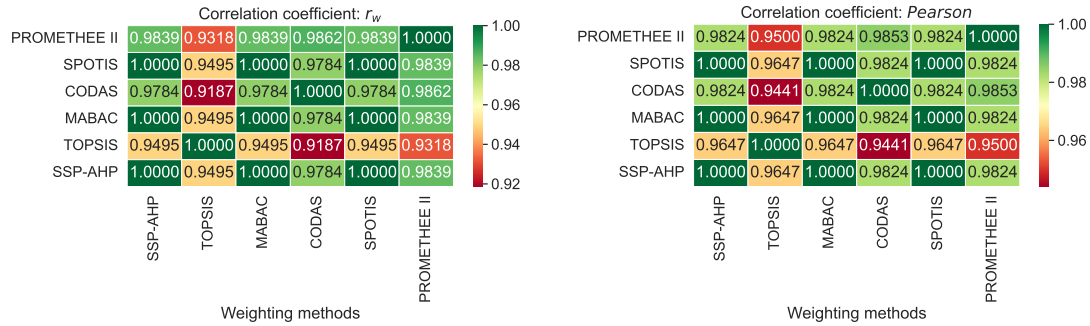 Correlation coefficient: r_w
PROMETHEE II 0.9839 0.9318 0.9839 0.9862 0.9839 1.0000
SPOTIS 1.0000 0.9495 1.0000 0.9784 1.0000 0.9839
CODAS 0.9784 0.9187 0.9784 1.0000 0.9784 0.9862
MABAC 1.0000 0.9495 1.0000 0.9784 1.0000 0.9839
TOPSIS 0.9495 1.0000 0.9495 0.9187 0.9495 0.9318
SSP-AHP 1.0000 0.9495 1.0000 0.9784 1.0000 0.9839
SSP-AHP
TOPSIS
MABAC
CODAS
SPOTIS
PROMETHEE II
Weighting methods
1.00
0.98
0.96
0.94
0.92
Correlation coefficient: Pearson
PROMETHEE II 0.9824 0.9500 0.9824 0.9853 0.9824 1.0000
SPOTIS 1.0000 0.9647 1.0000 0.9824 1.0000 0.9824
CODAS 0.9824 0.9441 0.9824 1.0000 0.9824 0.9853
MABAC 1.0000 0.9647 1.0000 0.9824 1.0000 0.9824
TOPSIS 0.9647 1.0000 0.9647 0.9441 0.9647 0.9500
SSP-AHP 1.0000 0.9647 1.0000 0.9824 1.0000 0.9824
SSP-AHP
TOPSIS
MABAC
CODAS
SPOTIS
PROMETHEE II
Weighting methods
1.00
0.98
0.96